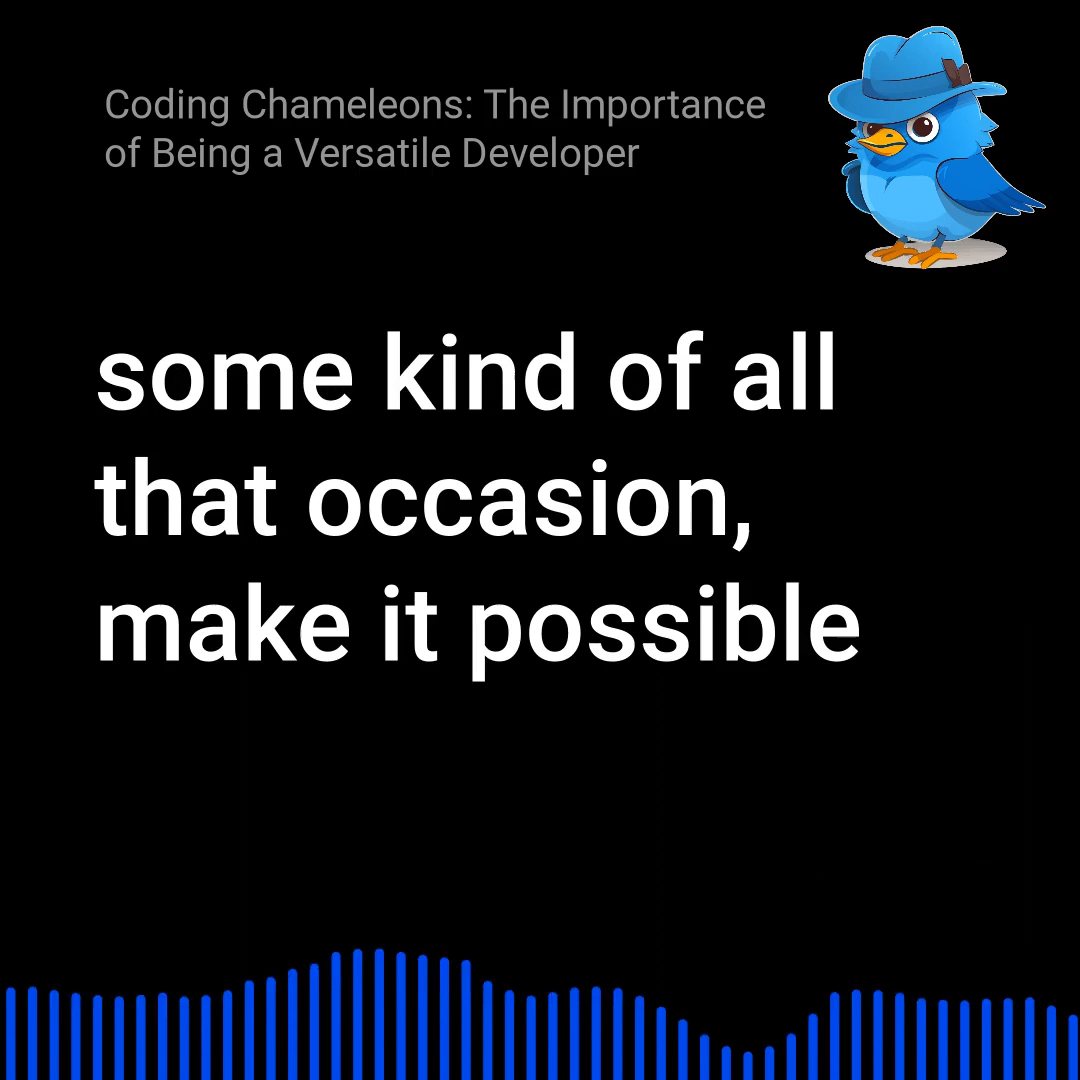 Coding Chameleons: The Importance
of Being a Versatile Developer
some kind of all
that occasion,
make it possible